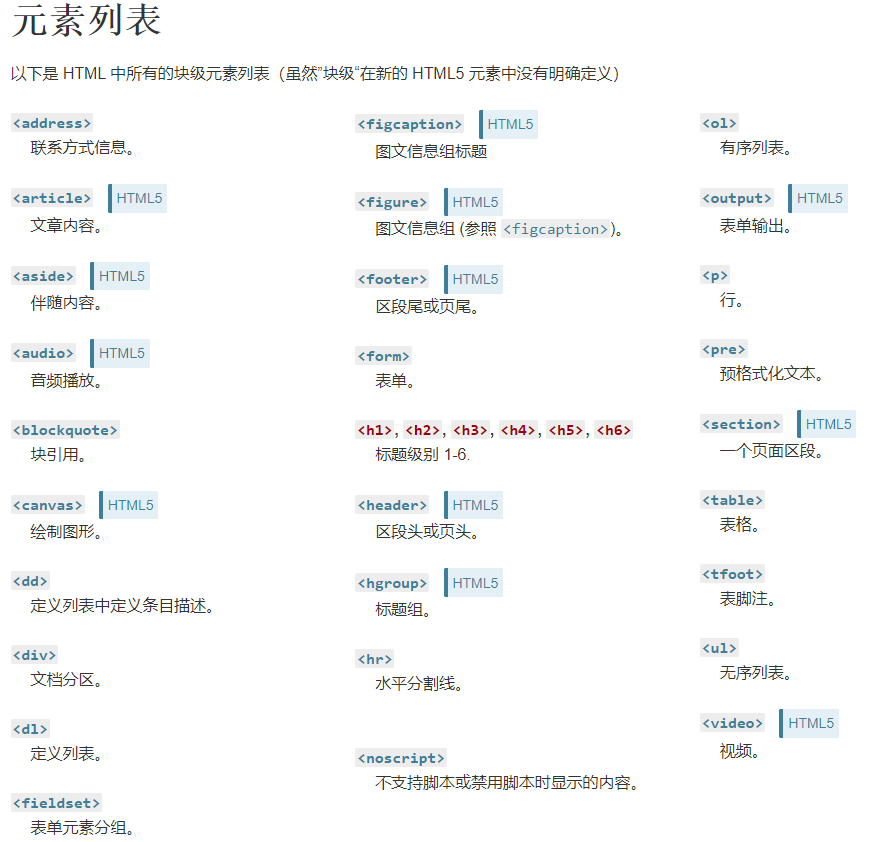 元素列表
以下是 HTML 中所有的块级元素列表（虽然”块级“在新的 HTML5 元素中没有明确定义）
<address>
联系方式信息。
<article> HTML5
文章内容。
<aside> HTML5
伴随内容。
<audio> HTML5
音频播放。
<blockquote>
块引用。
<canvas> HTML5
绘制图形。
<dd>
定义列表中定义条目描述。
<div>
文档分区。
<dl>
定义列表。
<fieldset>
表单元素分组。
<figcaption> HTML5
图文信息组标题
<figure> HTML5
图文信息组 (参照 <figcaption>)。
<footer> HTML5
区段尾或页尾。
<form>
表单。
<h1>, <h2>, <h3>, <h4>, <h5>, <h6>
标题级别 1-6.
<header> HTML5
区段头或页头。
<hgroup> HTML5
标题组。
<hr>
水平分割线。
<noscript>
不支持脚本或禁用脚本时显示的内容。
<ol>
有序列表。
<output> HTML5
表单输出。
<p>
行。
<pre>
预格式化文本。
<section> HTML5
一个页面区段。
<table>
表格。
<tfoot>
表脚注。
<ul>
无序列表。
<video> HTML5
视频。